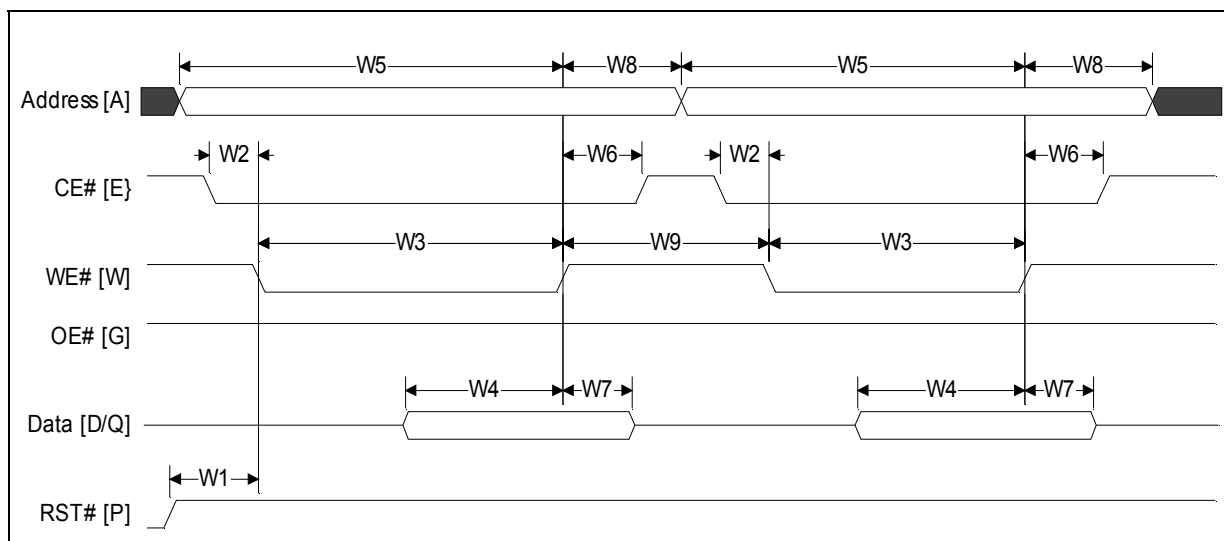 W5 W8 W5 W8
Address [A]
W2 W6 W2 W6
CE# [E}
W3 W9 W3
WE# [W]
OE# [G]
W4 W7 W4 W7
Data [D/Q]
W1
RST# [P]